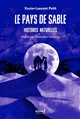 Xavier-Laurent Petit
LE PAYS DE SABLE
HISTOIRES NATURELLES